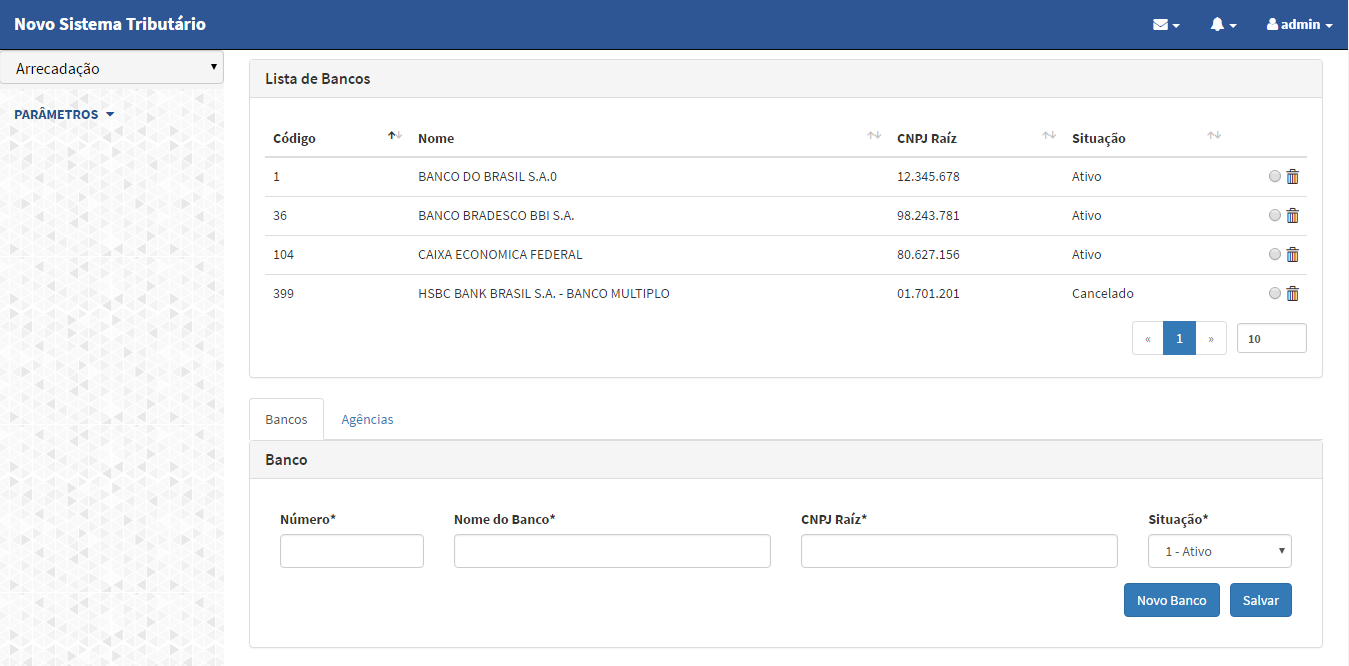 Novo Sistema Tributário
admin
Arrecadação
PARÂMETROS
Lista de Bancos
Código Nome CNPJ Raíz Situação
1 BANCO DO BRASIL S.A.0 12.345.678 Ativo
36 BANCO BRADESCO BBI S.A. 98.243.781 Ativo
104 CAIXA ECONOMICA FEDERAL 80.627.156 Ativo
399 HSBC BANK BRASIL S.A. - BANCO MULTIPLO 01.701.201 Cancelado
« 1 » 10
Bancos Agências
Banco
Número* Nome do Banco* CNPJ Raíz* Situação*
1 - Ativo
Novo Banco Salvar